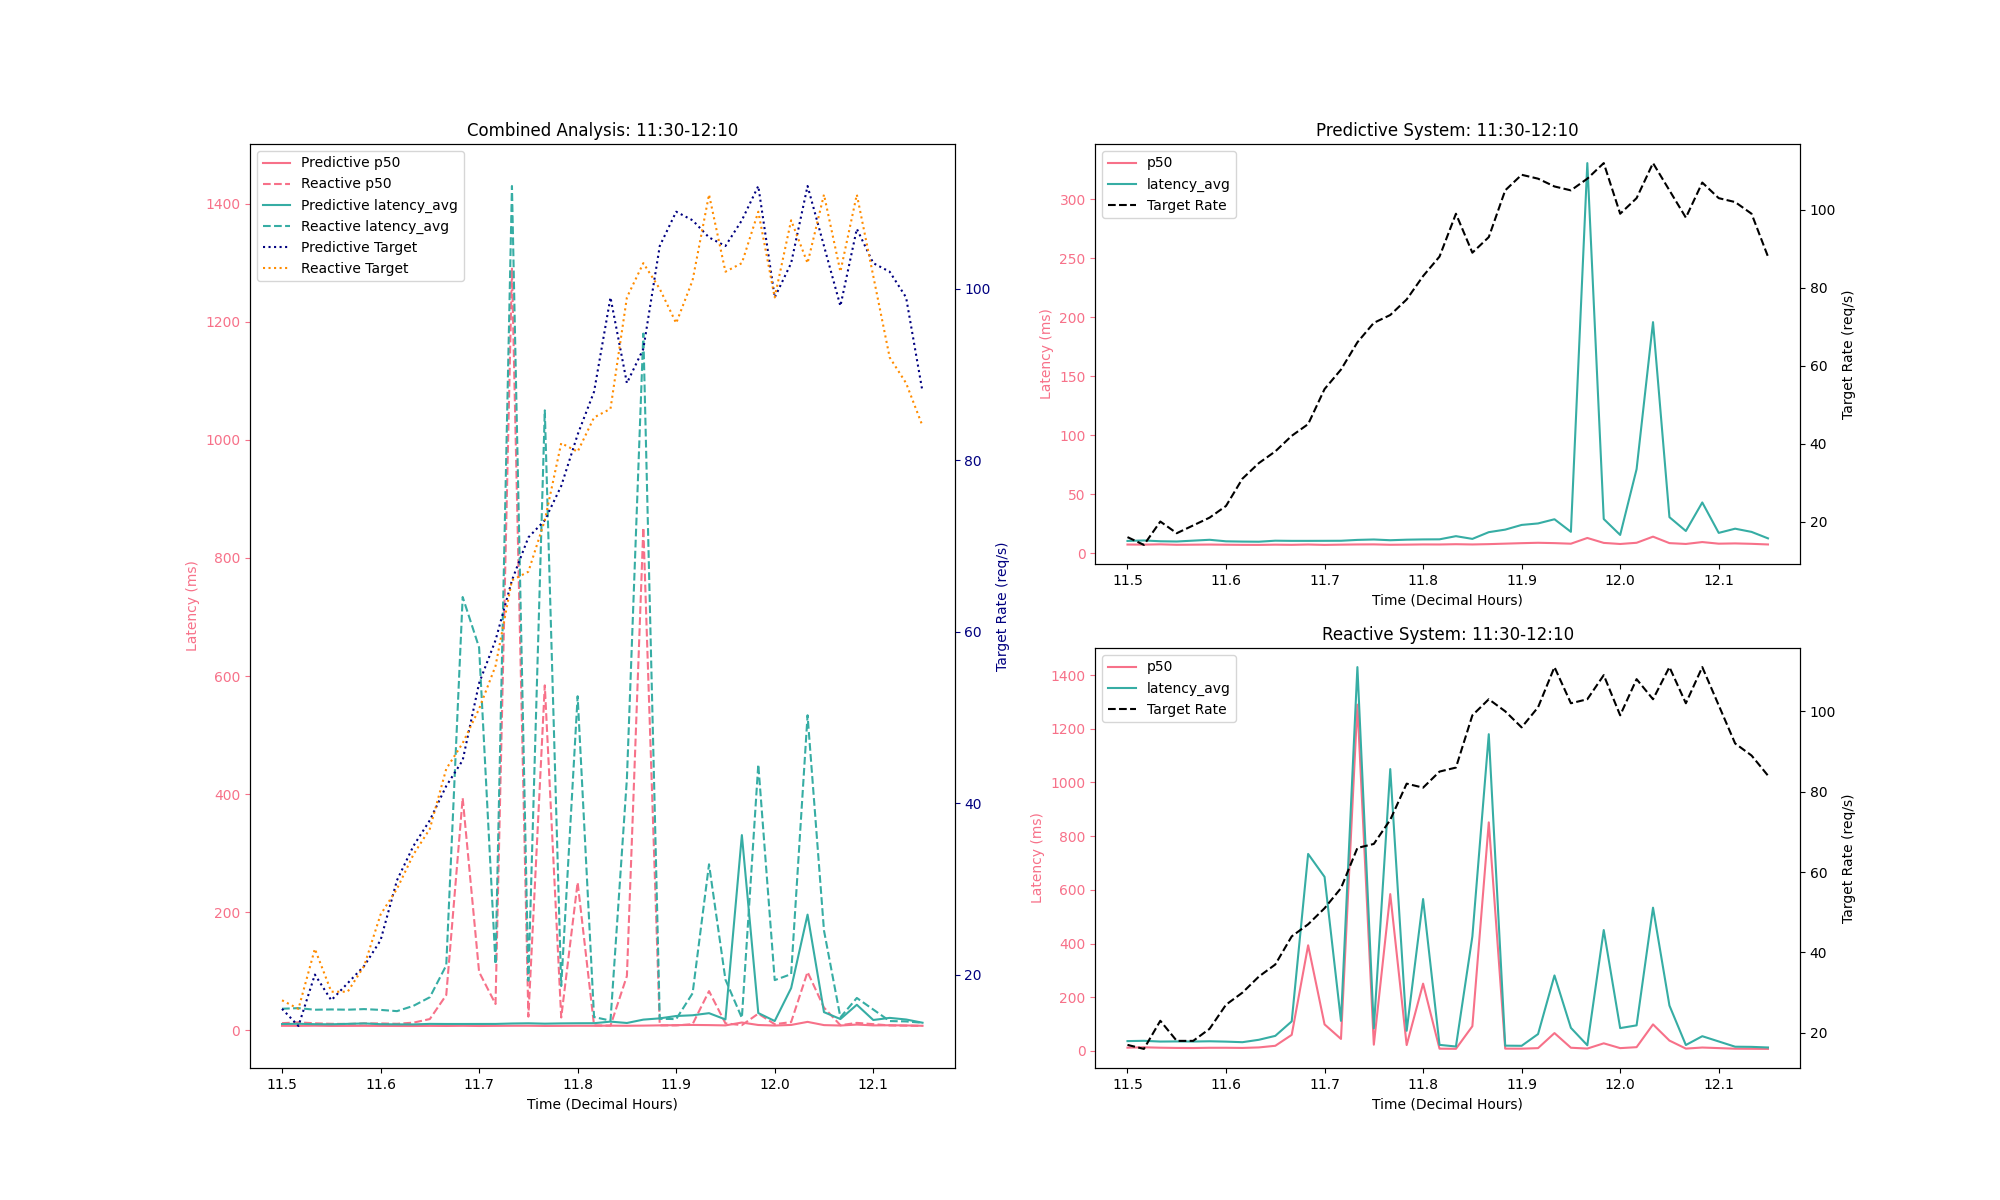 Combined Analysis: 11:30-12:10
Predictive p50
Reactive p50
Predictive latency_avg
Reactive latency_avg
Predictive Target
Reactive Target
1400
1200
1000
800
600
400
200
0
Latency (ms)
100
80
60
40
20
Target Rate (req/s)
11.5 11.6 11.7 11.8 11.9 12.0 12.1
Time (Decimal Hours)
Predictive System: 11:30-12:10
p50
latency_avg
Target Rate
300
250
200
150
100
50
0
Latency (ms)
100
80
60
40
20
Target Rate (req/s)
11.5 11.6 11.7 11.8 11.9 12.0 12.1
Time (Decimal Hours)
Reactive System: 11:30-12:10
p50
latency_avg
Target Rate
1400
1200
1000
800
600
400
200
0
Latency (ms)
100
80
60
40
20
Target Rate (req/s)
11.5 11.6 11.7 11.8 11.9 12.0 12.1
Time (Decimal Hours)